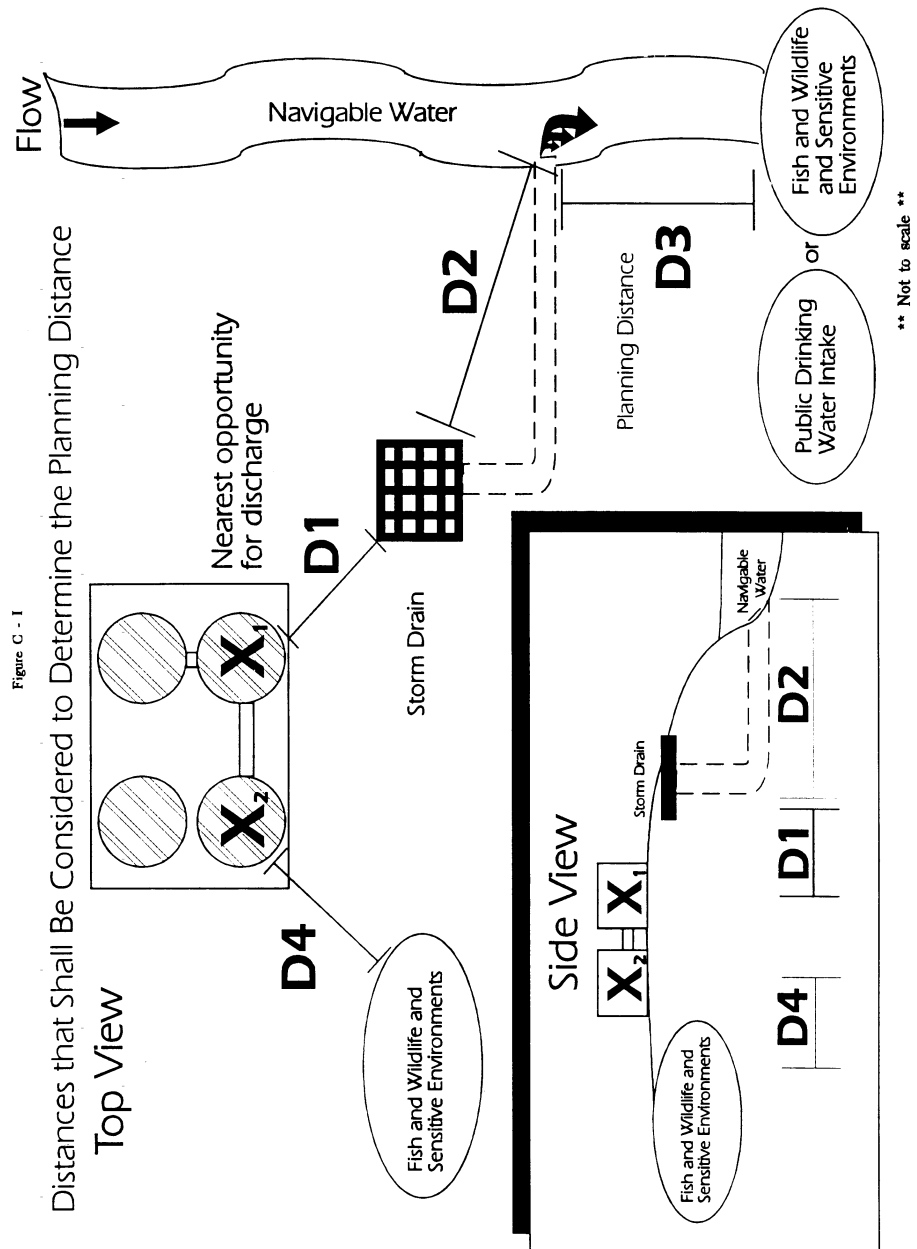 Figure C - I
Distances that Shall Be Considered to Determine the Planning Distance
Top View
Flow
Navigable Water
Nearest opportunity
for discharge
X2
X1
D1
D2
D4
Storm Drain
Planning Distance
D3
Fish and Wildlife and
Sensitive Environments
Public Drinking
Water Intake
or
Fish and Wildlife
and Sensitive
Environments
Side View
X2
X1
Storm Drain
Navigable
Water
Fish and Wildlife and
Sensitive Environments
D4
D1
D2
** Not to scale **